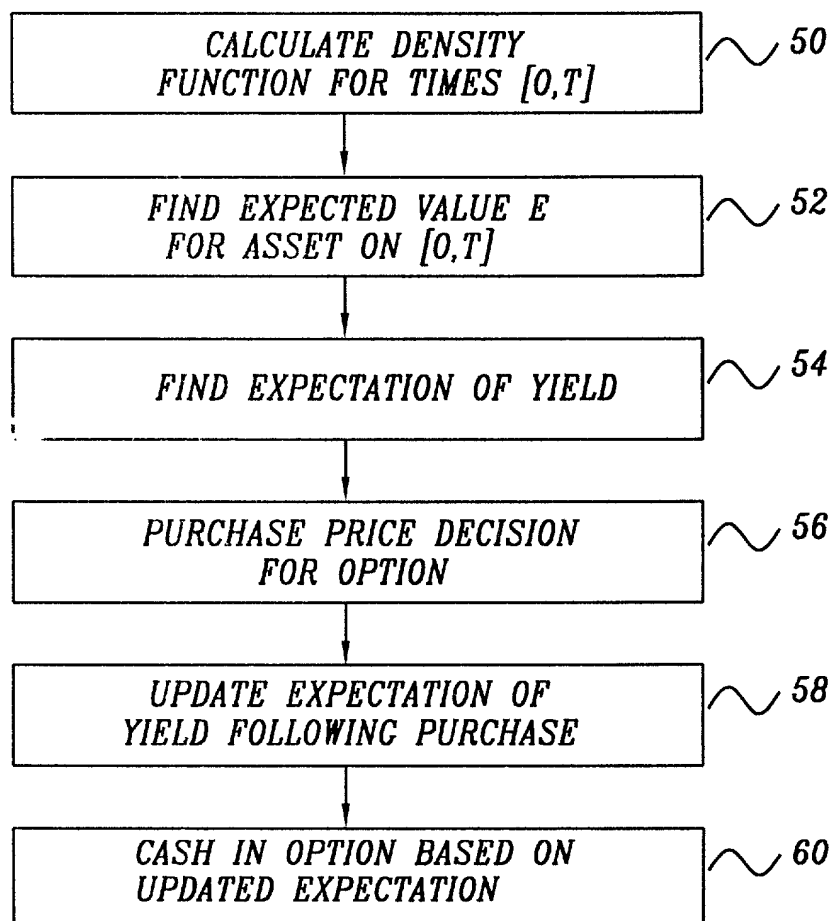 CALCULATE DENSITY
FUNCTION FOR TIMES [0,T]
50
FIND EXPECTED VALUE E
FOR ASSET ON [0,T]
52
FIND EXPECTATION OF YIELD
54
PURCHASE PRICE DECISION
FOR OPTION
56
UPDATE EXPECTATION OF
YIELD FOLLOWING PURCHASE
58
CASH IN OPTION BASED ON
UPDATED EXPECTATION
60